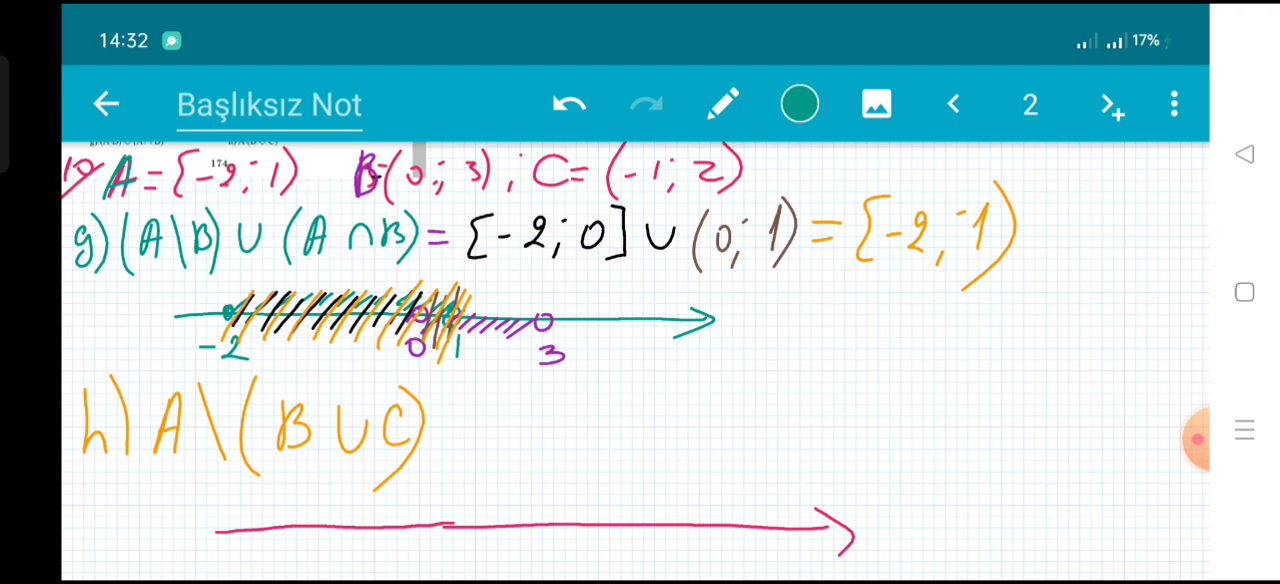 14:32 17%
Başlıksız Not 2
174
A = [-2; 1) B=(0; 3); C = (-1; 2)
g) (A\B) ∪ (A ∩ B) = [-2; 0] ∪ (0; 1) = [-2; 1)
-2 0 1 3
h) A\(B ∪ C)